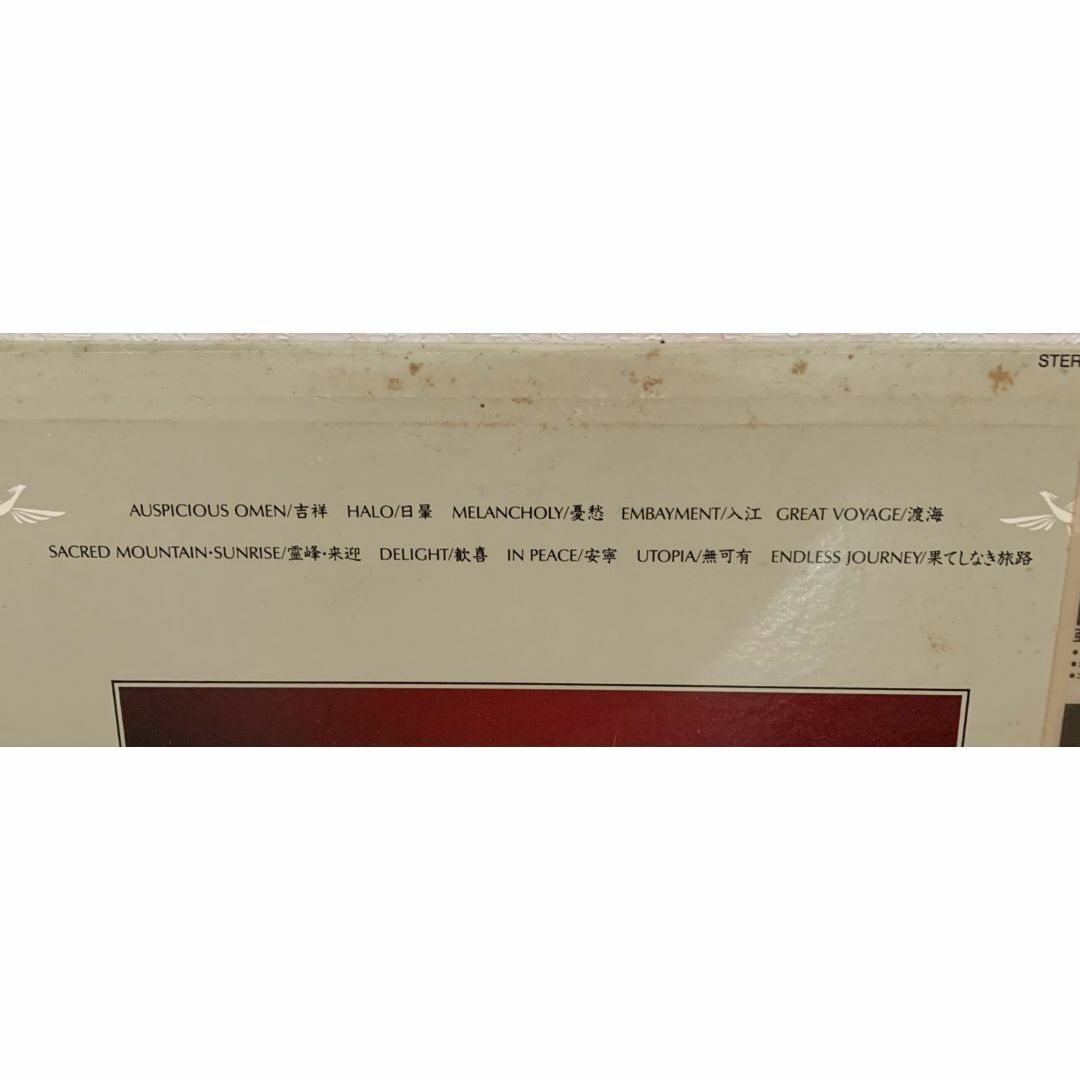 STER
AUSPICIOUS OMEN/吉祥 HALO/日暈 MELANCHOLY/憂愁 EMBAYMENT/入江 GREAT VOYAGE/渡海
SACRED MOUNTAIN・SUNRISE/霊峰・来迎 DELIGHT/歓喜 IN PEACE/安寧 UTOPIA/無可有 ENDLESS JOURNEY/果てしなき旅路